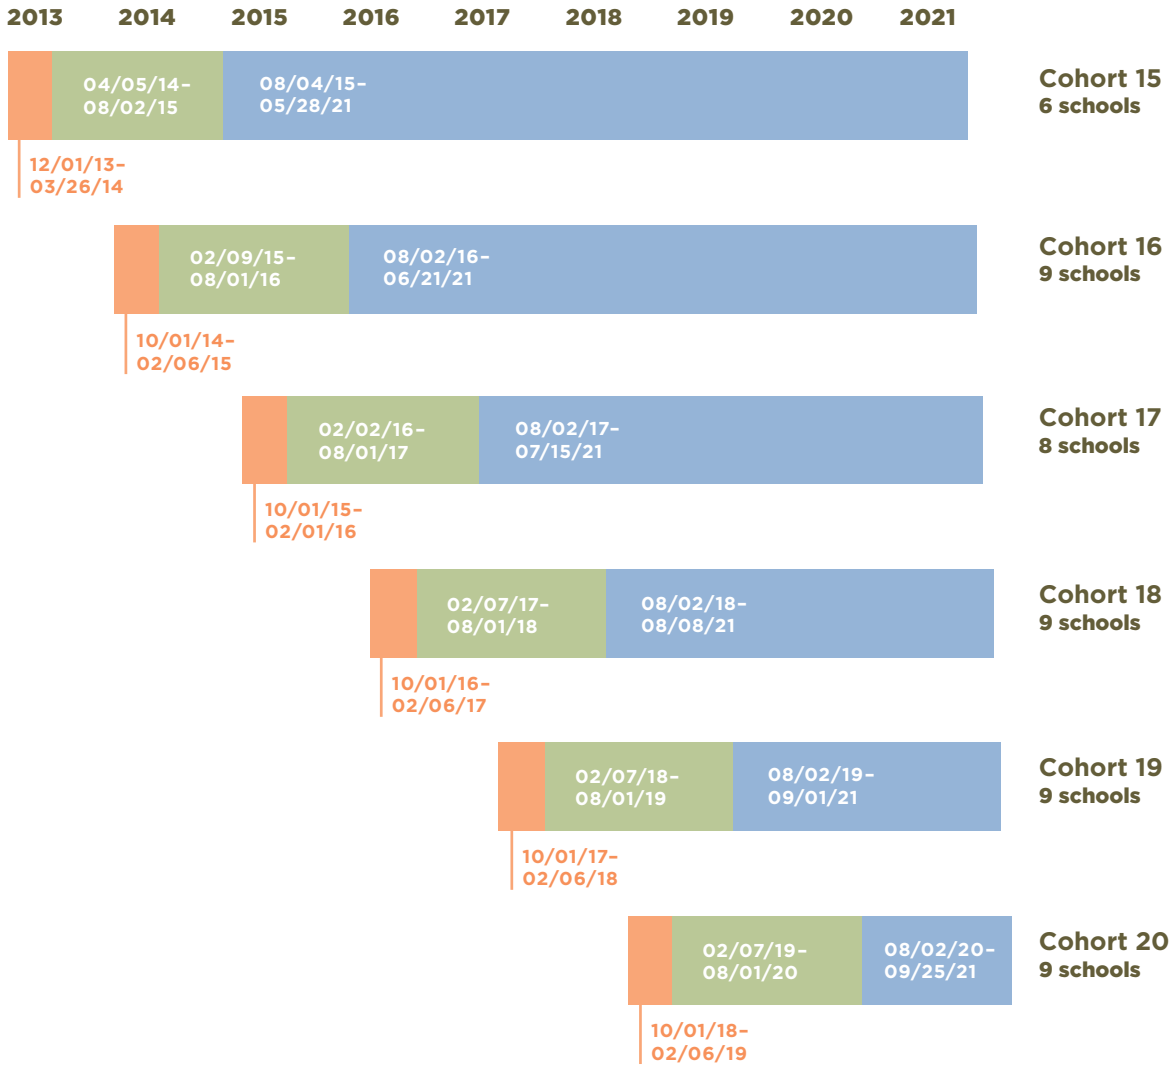 2013 2014 2015 2016 2017 2018 2019 2020 2021
04/05/14–
08/02/15
08/04/15–
05/28/21
Cohort 15
6 schools
12/01/13–
03/26/14
02/09/15–
08/01/16
08/02/16–
06/21/21
Cohort 16
9 schools
10/01/14–
02/06/15
02/02/16–
08/01/17
08/02/17–
07/15/21
Cohort 17
8 schools
10/01/15–
02/01/16
02/07/17–
08/01/18
08/02/18–
08/08/21
Cohort 18
9 schools
10/01/16–
02/06/17
02/07/18–
08/01/19
08/02/19–
09/01/21
Cohort 19
9 schools
10/01/17–
02/06/18
02/07/19–
08/01/20
08/02/20–
09/25/21
Cohort 20
9 schools
10/01/18–
02/06/19